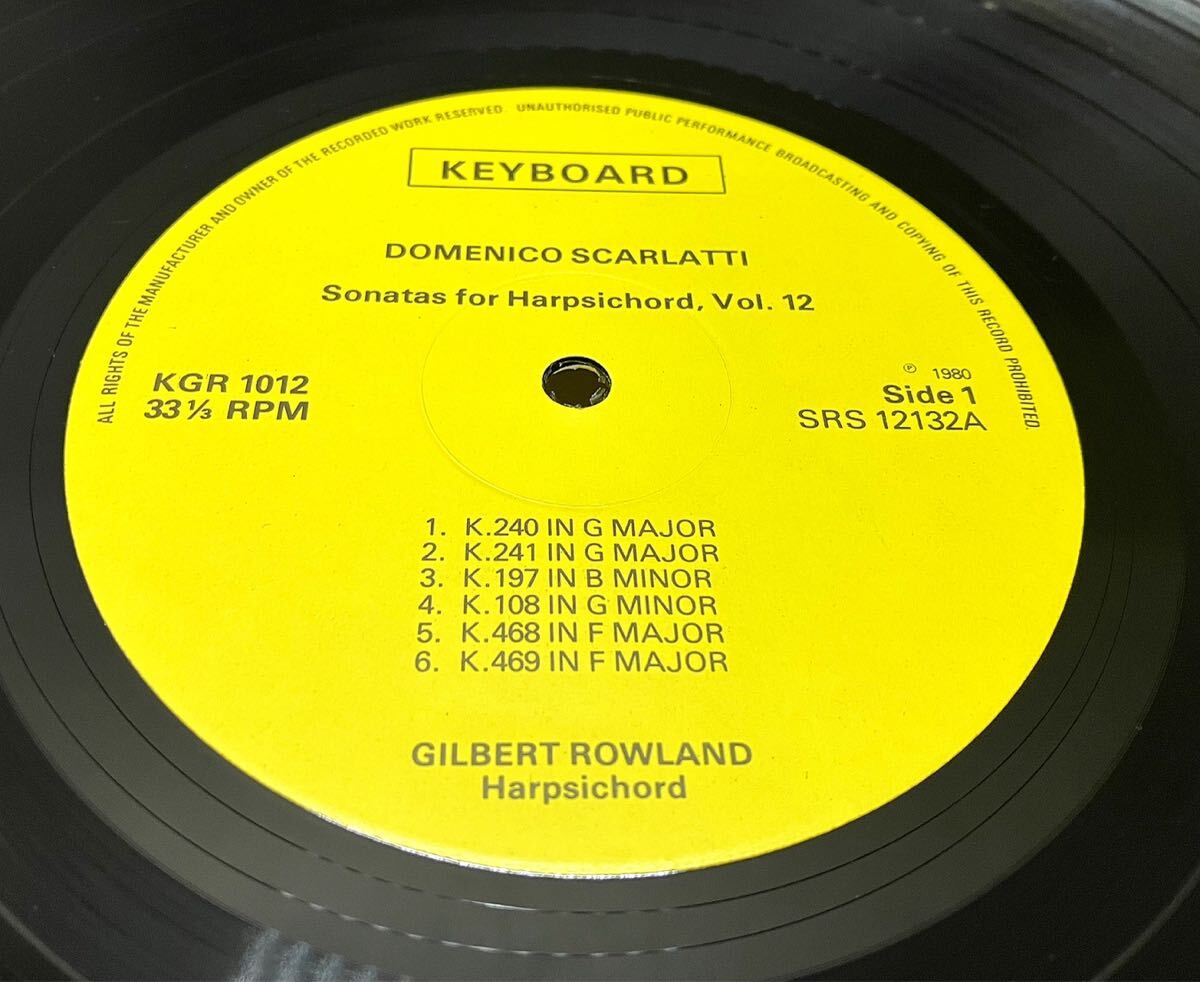 ALL RIGHTS OF THE MANUFACTURER AND OWNER OF THE RECORDED WORK RESERVED. UNAUTHORISED PUBLIC PERFORMANCE BROADCASTING AND COPYING OF THIS RECORD PROHIBITED.
KEYBOARD
DOMENICO SCARLATTI
Sonatas for Harpsichord, Vol. 12
KGR 1012
33 ⅓ RPM
℗ 1980
Side 1
SRS 12132A
1. K.240 IN G MAJOR
2. K.241 IN G MAJOR
3. K.197 IN B MINOR
4. K.108 IN G MINOR
5. K.468 IN F MAJOR
6. K.469 IN F MAJOR
GILBERT ROWLAND
Harpsichord